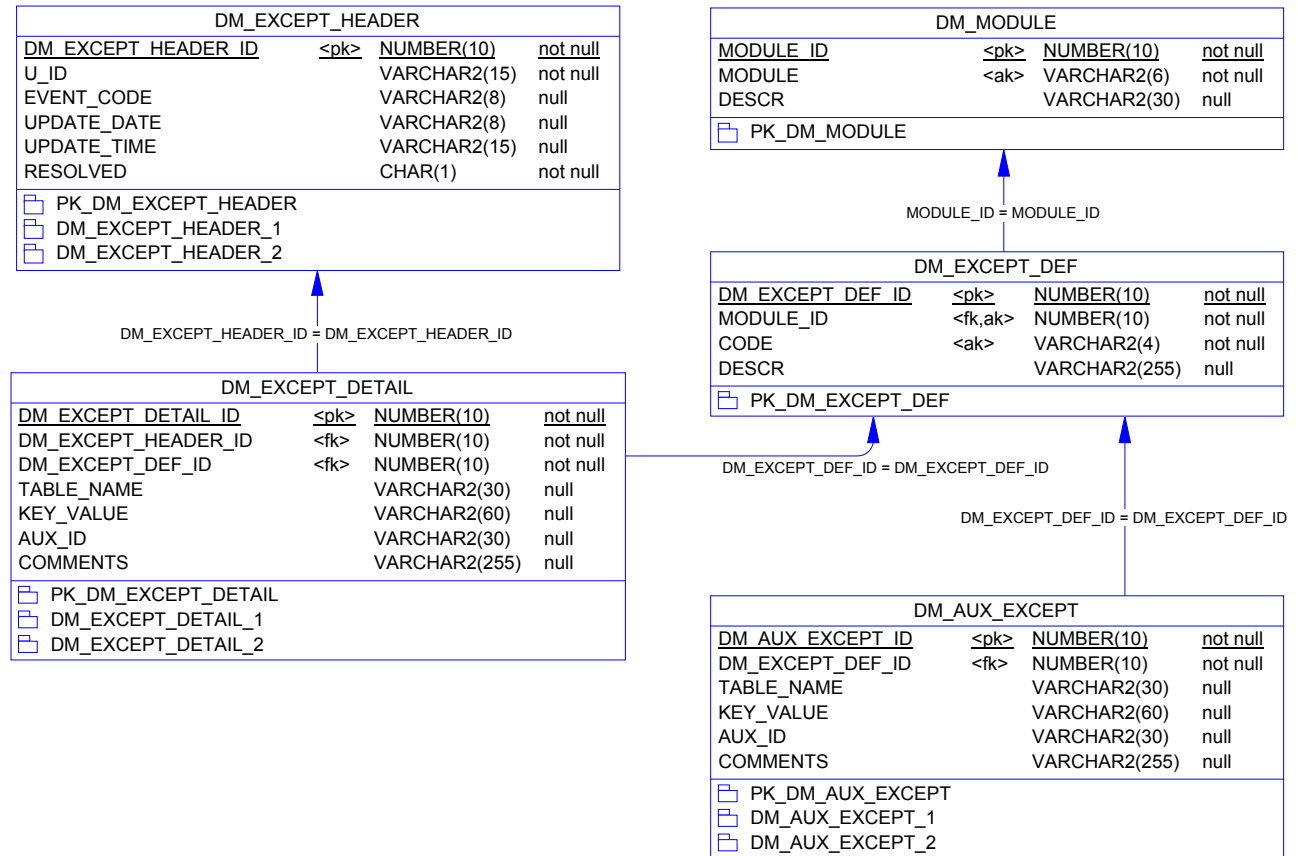 DM_EXCEPT_HEADER
DM_EXCEPT_HEADER_ID <pk> NUMBER(10) not null
U_ID VARCHAR2(15) not null
EVENT_CODE VARCHAR2(8) null
UPDATE_DATE VARCHAR2(8) null
UPDATE_TIME VARCHAR2(15) null
RESOLVED CHAR(1) not null
PK_DM_EXCEPT_HEADER
DM_EXCEPT_HEADER_1
DM_EXCEPT_HEADER_2
DM_EXCEPT_HEADER_ID = DM_EXCEPT_HEADER_ID
DM_EXCEPT_DETAIL
DM_EXCEPT_DETAIL_ID <pk> NUMBER(10) not null
DM_EXCEPT_HEADER_ID <fk> NUMBER(10) not null
DM_EXCEPT_DEF_ID <fk> NUMBER(10) not null
TABLE_NAME VARCHAR2(30) null
KEY_VALUE VARCHAR2(60) null
AUX_ID VARCHAR2(30) null
COMMENTS VARCHAR2(255) null
PK_DM_EXCEPT_DETAIL
DM_EXCEPT_DETAIL_1
DM_EXCEPT_DETAIL_2
DM_MODULE
MODULE_ID <pk> NUMBER(10) not null
MODULE <ak> VARCHAR2(6) not null
DESCR VARCHAR2(30) null
PK_DM_MODULE
MODULE_ID = MODULE_ID
DM_EXCEPT_DEF
DM_EXCEPT_DEF_ID <pk> NUMBER(10) not null
MODULE_ID <fk,ak> NUMBER(10) not null
CODE <ak> VARCHAR2(4) not null
DESCR VARCHAR2(255) null
PK_DM_EXCEPT_DEF
DM_EXCEPT_DEF_ID = DM_EXCEPT_DEF_ID
DM_EXCEPT_DEF_ID = DM_EXCEPT_DEF_ID
DM_AUX_EXCEPT
DM_AUX_EXCEPT_ID <pk> NUMBER(10) not null
DM_EXCEPT_DEF_ID <fk> NUMBER(10) not null
TABLE_NAME VARCHAR2(30) null
KEY_VALUE VARCHAR2(60) null
AUX_ID VARCHAR2(30) null
COMMENTS VARCHAR2(255) null
PK_DM_AUX_EXCEPT
DM_AUX_EXCEPT_1
DM_AUX_EXCEPT_2